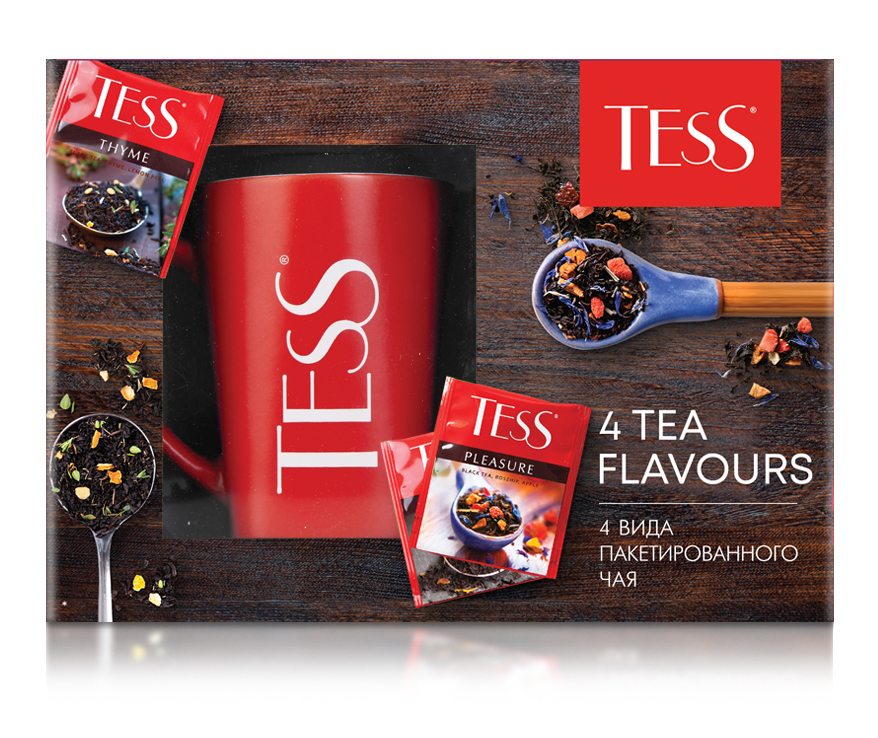 TESS®
THYME
TESS®
TESS®
TESS®
PLEASURE
BLACK TEA, ROSEHIP, APPLE
4 TEA
FLAVOURS
4 ВИДА
ПАКЕТИРОВАННОГО
ЧАЯ